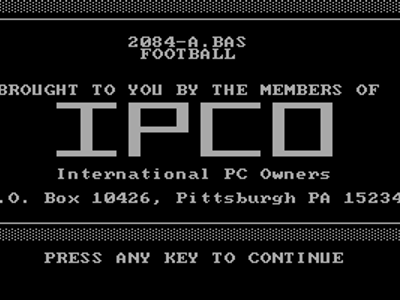 2084-A.BAS
FOOTBALL
BROUGHT TO YOU BY THE MEMBERS OF
IPCO
International PC Owners
.O. Box 10426, Pittsburgh PA 15234
PRESS ANY KEY TO CONTINUE